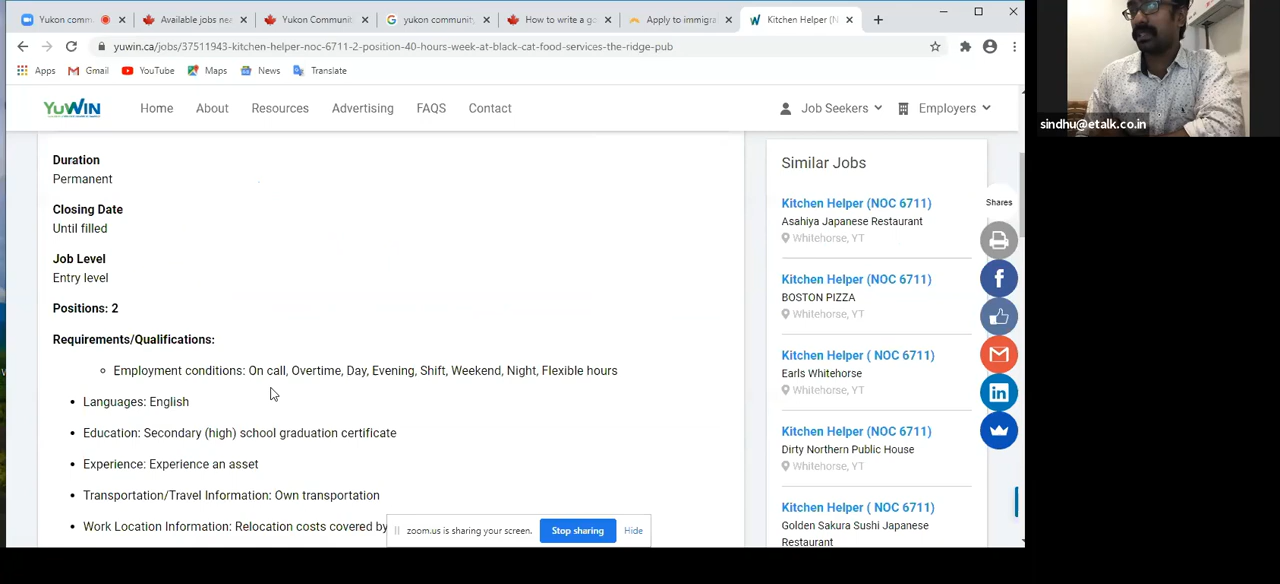 Yukon comm
Available jobs nea
Yukon Communit
yukon community
How to write a go
Apply to immigra
Kitchen Helper (N
yuwin.ca/jobs/37511943-kitchen-helper-noc-6711-2-position-40-hours-week-at-black-cat-food-services-the-ridge-pub
Apps
Gmail
YouTube
Maps
News
Translate
YuWIN
Home
About
Resources
Advertising
FAQS
Contact
Job Seekers
Employers
Duration
Permanent
Closing Date
Until filled
Job Level
Entry level
Positions: 2
Requirements/Qualifications:
Employment conditions: On call, Overtime, Day, Evening, Shift, Weekend, Night, Flexible hours
Languages: English
Education: Secondary (high) school graduation certificate
Experience: Experience an asset
Transportation/Travel Information: Own transportation
Work Location Information: Relocation costs covered by
zoom.us is sharing your screen.
Stop sharing
Hide
Similar Jobs
Kitchen Helper (NOC 6711)
Asahiya Japanese Restaurant
Whitehorse, YT
Kitchen Helper (NOC 6711)
BOSTON PIZZA
Whitehorse, YT
Kitchen Helper ( NOC 6711)
Earls Whitehorse
Whitehorse, YT
Kitchen Helper (NOC 6711)
Dirty Northern Public House
Whitehorse, YT
Kitchen Helper ( NOC 6711)
Golden Sakura Sushi Japanese
Restaurant
Shares
sindhu@etalk.co.in